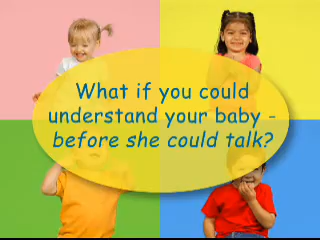 What if you could
understand your baby -
before she could talk?